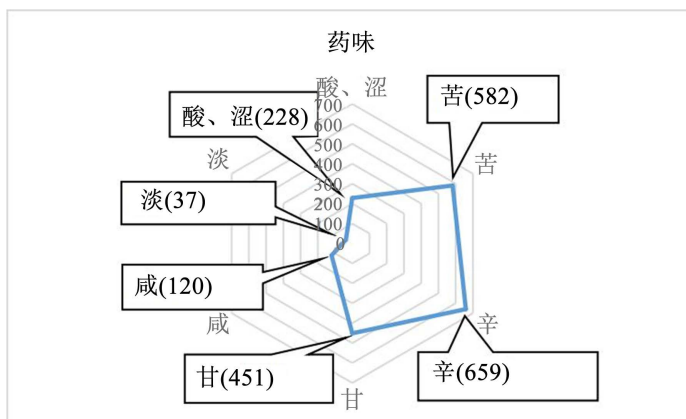 药味
酸、涩
700
600
500
400
300
200
100
0
酸、涩(228)
苦(582)
淡
苦
淡(37)
咸(120)
咸
辛
甘(451)
甘
辛(659)